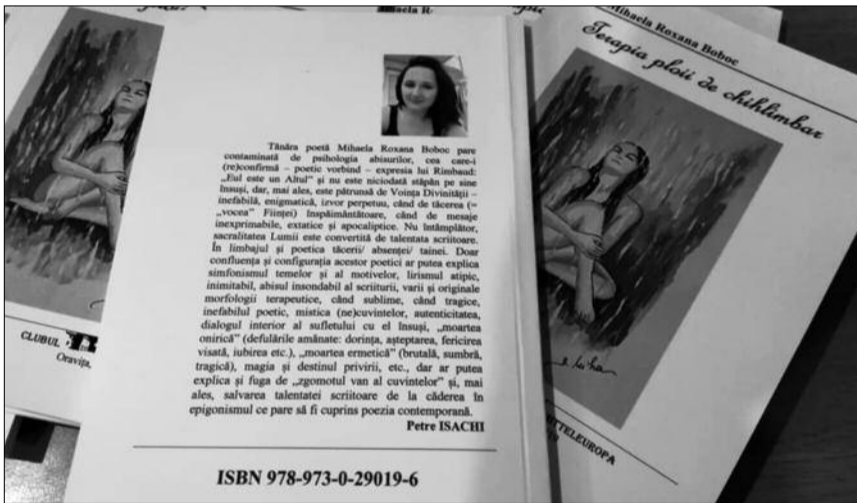 Mihaela R
Mihaela Roxana Boboc
Terapia ploii de chihlimbar
Tânăra poetă Mihaela Roxana Boboc pare
contaminată de psihologia abisurilor, cea care-i
(re)confirmă – poetic vorbind – expresia lui Rimbaud:
„Eul este un Altul” și nu este niciodată stăpân pe sine
însuși, dar, mai ales, este pătrunsă de Voința Divinității –
inefabilă, enigmatică, izvor perpetuu, când de tăcerea (=
„vocea” Ființei) înspăimântătoare, când de mesaje
inexprimabile, extatice și apocaliptice. Nu întâmplător,
sacralitatea Lumii este convertită de talentata scriitoare.
În limbajul și poetica tăcerii/ absenței/ tainei. Doar
confluența și configurația acestor poetici ar putea explica
simfonismul temelor și al motivelor, lirismul atipic,
inimitabil, abisul insondabil al scriiturii, varii și originale
morfologii terapeutice, când sublime, când tragice,
inefabilul poetic, mistica (ne)cuvintelor, autenticitatea,
dialogul interior al sufletului cu el însuși, „moartea
onirică” (defulările amânate: dorința, așteptarea, fericirea
visată, iubirea etc.), „moartea ermetică” (brutală, sumbră,
tragică), magia și destinul privirii, etc., dar ar putea
explica și fuga de „zgomotul van al cuvintelor” și, mai
ales, salvarea talentatei scriitoare de la căderea în
epigonismul ce pare să fi cuprins poezia contemporană.
Petre ISACHI
ISBN 978-973-0-29019-6
CLUBUL
Oravița,
MITTELEUROPA